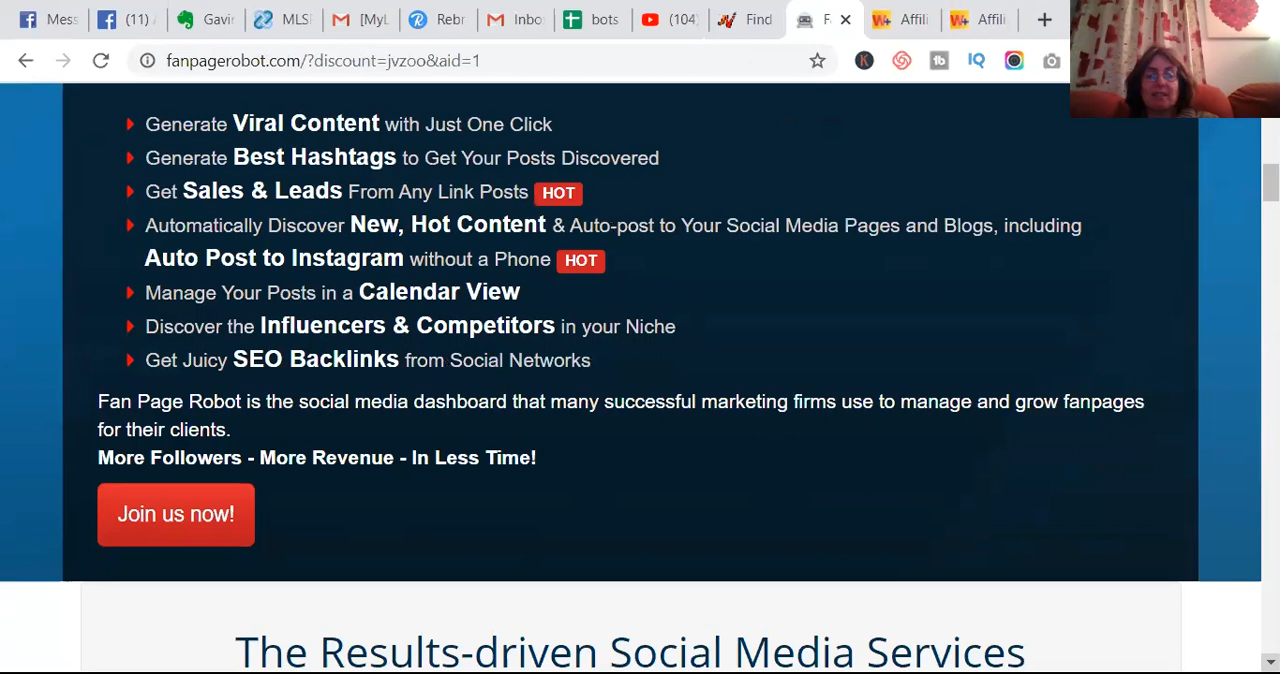 Mess (11) Gavir MLSI [MyL Rebr Inbo bots (104) Find F Affili Affili
fanpagerobot.com/?discount=jvzoo&aid=1
Generate Viral Content with Just One Click
Generate Best Hashtags to Get Your Posts Discovered
Get Sales & Leads From Any Link Posts HOT
Automatically Discover New, Hot Content & Auto-post to Your Social Media Pages and Blogs, including
Auto Post to Instagram without a Phone HOT
Manage Your Posts in a Calendar View
Discover the Influencers & Competitors in your Niche
Get Juicy SEO Backlinks from Social Networks
Fan Page Robot is the social media dashboard that many successful marketing firms use to manage and grow fanpages
for their clients.
More Followers - More Revenue - In Less Time!
Join us now!
The Results-driven Social Media Services